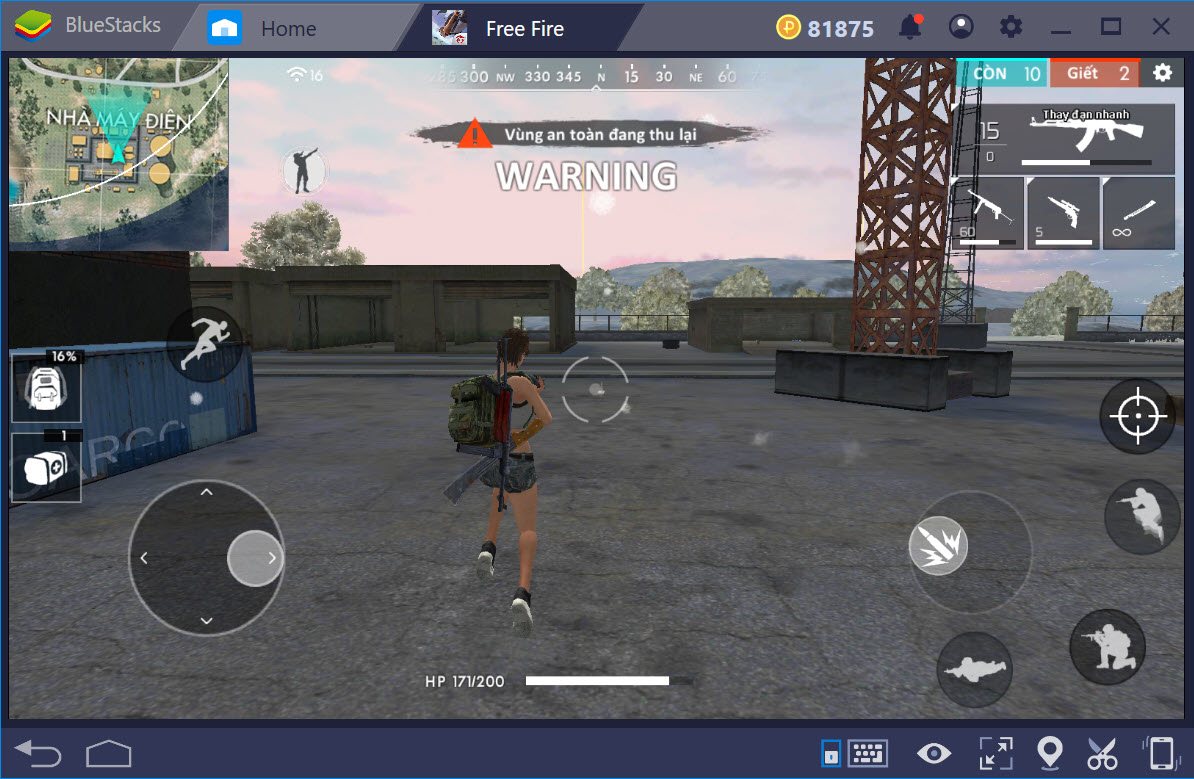 BlueStacks
Home
Free Fire
P 81875
NHÀ MÁY ĐIỆN
16
285 300 NW 330 345 N 15 30 NE 60 75
CÒN 10
Giết 2
Vùng an toàn đang thu lại
WARNING
Thay đạn nhanh
15
0
60
5
∞
16%
1
CARGO
HP 171/200